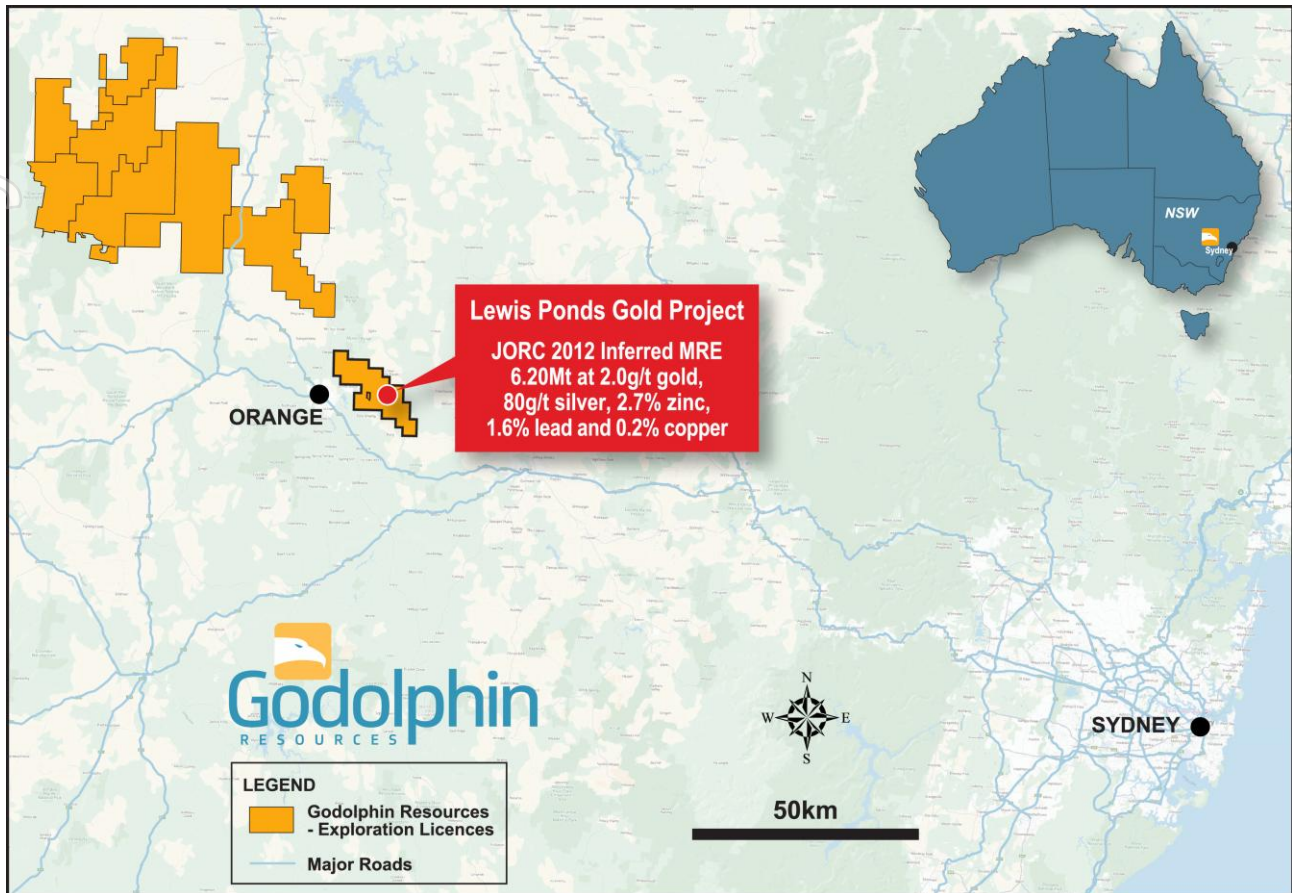 NSW
Sydney
Lewis Ponds Gold Project
JORC 2012 Inferred MRE
6.20Mt at 2.0g/t gold,
80g/t silver, 2.7% zinc,
1.6% lead and 0.2% copper
ORANGE
Godolphin
RESOURCES
N
W E
S
SYDNEY
LEGEND
Godolphin Resources
- Exploration Licences
Major Roads
50km